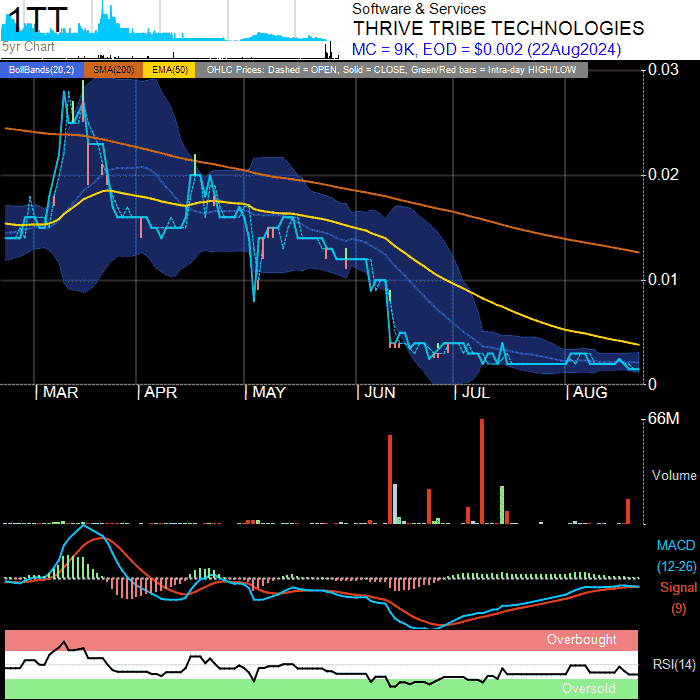 1TT
Software & Services
THRIVE TRIBE TECHNOLOGIES
5yr Chart
MC = 9K, EOD = $0.002 (22Aug2024)
BollBands(20,2) SMA(200) EMA(50) OHLC Prices: Dashed = OPEN, Solid = CLOSE, Green/Red bars = Intra-day HIGH/LOW
0.03
0.02
0.01
0
MAR APR MAY JUN JUL AUG
66M
Volume
MACD
(12-26)
Signal
(9)
Overbought
RSI(14)
Oversold